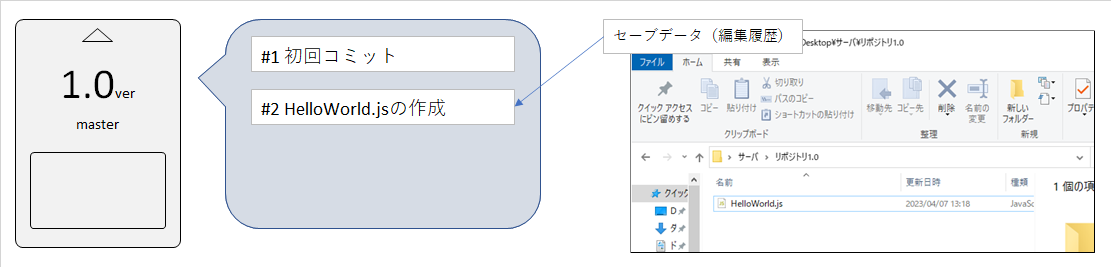 1.0ver
master
#1 初回コミット
#2 HelloWorld.jsの作成
セーブデータ（編集履歴）
Desktop¥サーバ¥リポジトリ1.0
ファイル ホーム 共有 表示
クイック アクセス
にピン留めする
コピー
貼り付け
切り取り
パスのコピー
ショートカットの貼り付け
クリップボード
移動先
コピー先
削除
名前の
変更
整理
新しい
フォルダー
新規
プロパティ
サーバ › リポジトリ1.0
名前 更新日時 種類
HelloWorld.js 2023/04/07 13:18 JavaSc
1 個の項
クイック
D
ダ
ド